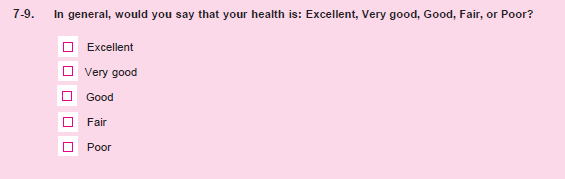 7-9. In general, would you say that your health is: Excellent, Very good, Good, Fair, or Poor?
Excellent
Very good
Good
Fair
Poor